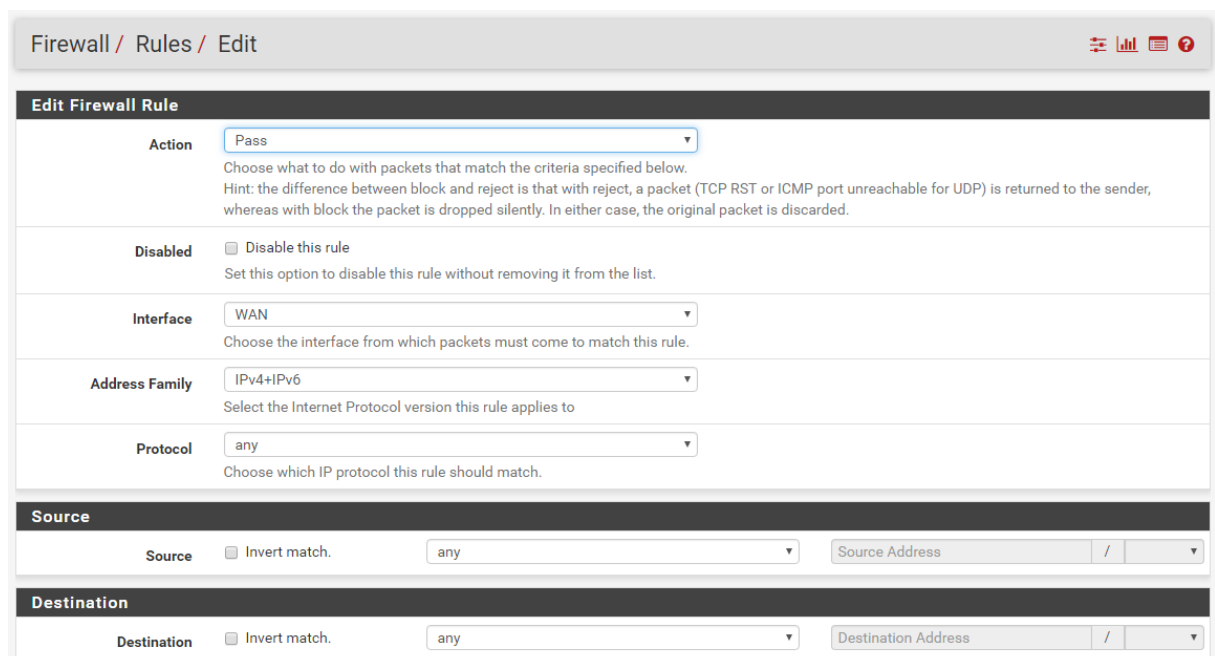 Firewall / Rules / Edit
Edit Firewall Rule
Action
Pass
Choose what to do with packets that match the criteria specified below.
Hint: the difference between block and reject is that with reject, a packet (TCP RST or ICMP port unreachable for UDP) is returned to the sender,
whereas with block the packet is dropped silently. In either case, the original packet is discarded.
Disabled
Disable this rule
Set this option to disable this rule without removing it from the list.
Interface
WAN
Choose the interface from which packets must come to match this rule.
Address Family
IPv4+IPv6
Select the Internet Protocol version this rule applies to
Protocol
any
Choose which IP protocol this rule should match.
Source
Source
Invert match.
any
Source Address
/
Destination
Destination
Invert match.
any
Destination Address
/